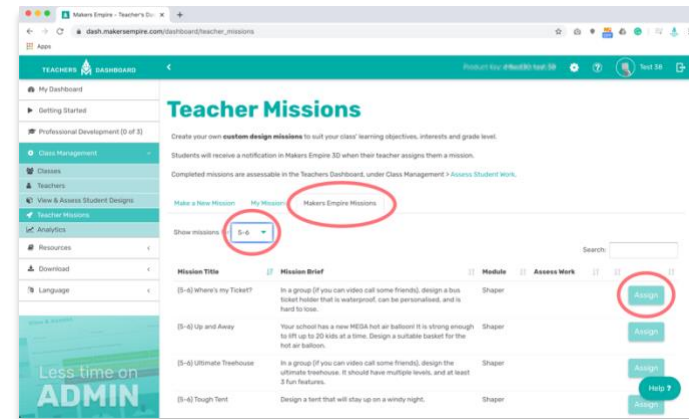 Makers Empire - Teacher's Da
dash.makersempire.com/dashboard/teacher_missions
Apps
TEACHERS DASHBOARD
Product Key:
Test 38
My Dashboard
Getting Started
Professional Development (0 of 3)
Class Management
Classes
Teachers
View & Assess Student Designs
Teacher Missions
Analytics
Resources
Download
Language
Less time on
ADMIN
Teacher Missions
Create your own custom design missions to suit your class' learning objectives, interests and grade level.
Students will receive a notification in Makers Empire 3D when their teacher assigns them a mission.
Completed missions are assessable in the Teachers Dashboard, under Class Management > Assess Student Work.
Make a New Mission My Missions Makers Empire Missions
Show missions 5-6
Search:
Mission Title Mission Brief Module Assess Work
(5-6) Where's my Ticket? In a group (if you can video call some friends), design a bus Shaper Assign
ticket holder that is waterproof, can be personalised, and is
hard to lose.
(5-6) Up and Away Your school has a new MEGA hot air balloon! It is strong enough Shaper Assign
to lift up to 20 kids at a time. Design a suitable basket for the
hot air balloon.
(5-6) Ultimate Treehouse In a group (if you can video call some friends), design the Shaper Assign
ultimate treehouse. It should have multiple levels, and at least
3 fun features.
Help ?
(5-6) Tough Tent Design a tent that will stay up on a windy night. Shaper Assign